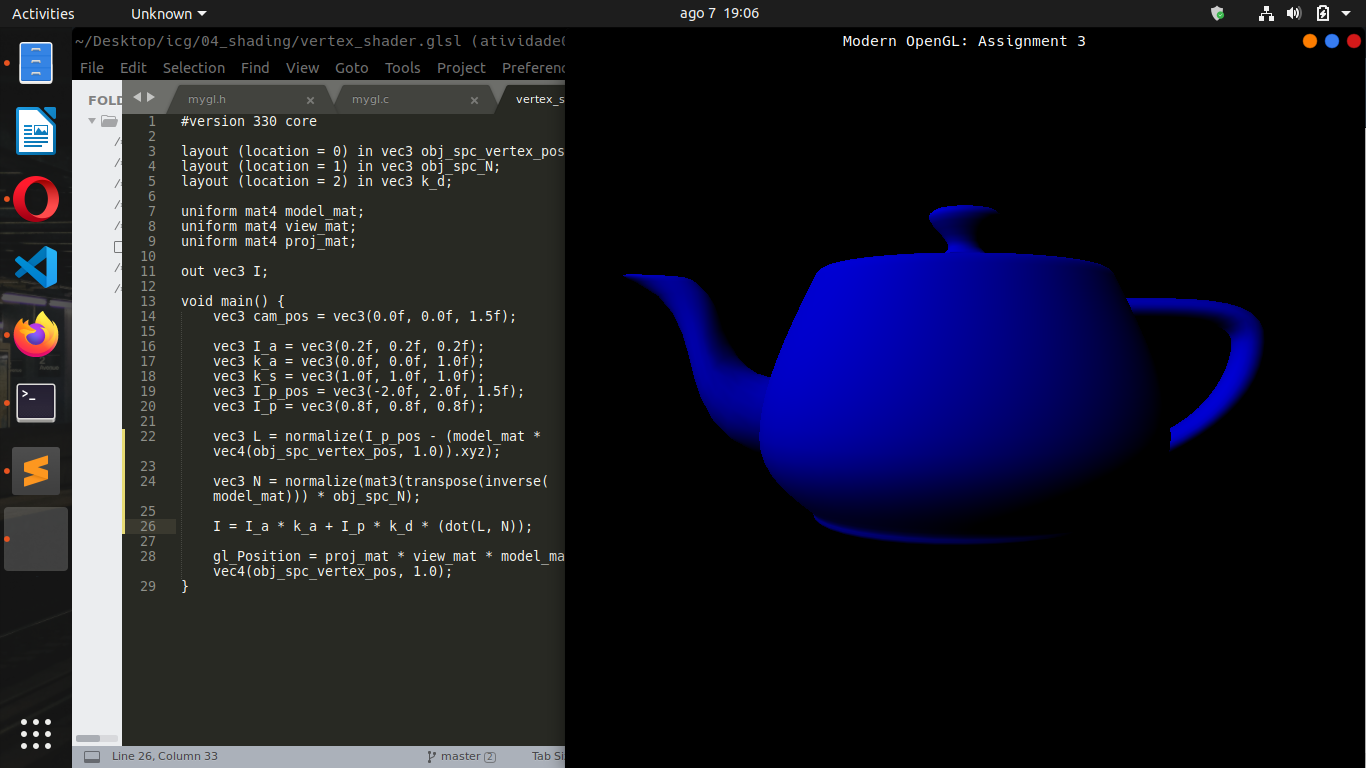 Activities
Unknown
ago 7 19:06
~/Desktop/icg/04_shading/vertex_shader.glsl (atividade0
Modern OpenGL: Assignment 3
File Edit Selection Find View Goto Tools Project Preferenc
FOLD
mygl.h ×
mygl.c ×
vertex_s
1 #version 330 core
2
3 layout (location = 0) in vec3 obj_spc_vertex_pos
4 layout (location = 1) in vec3 obj_spc_N;
5 layout (location = 2) in vec3 k_d;
6
7 uniform mat4 model_mat;
8 uniform mat4 view_mat;
9 uniform mat4 proj_mat;
10
11 out vec3 I;
12
13 void main() {
14 vec3 cam_pos = vec3(0.0f, 0.0f, 1.5f);
15
16 vec3 I_a = vec3(0.2f, 0.2f, 0.2f);
17 vec3 k_a = vec3(0.0f, 0.0f, 1.0f);
18 vec3 k_s = vec3(1.0f, 1.0f, 1.0f);
19 vec3 I_p_pos = vec3(-2.0f, 2.0f, 1.5f);
20 vec3 I_p = vec3(0.8f, 0.8f, 0.8f);
21
22 vec3 L = normalize(I_p_pos - (model_mat *
vec4(obj_spc_vertex_pos, 1.0)).xyz);
23
24 vec3 N = normalize(mat3(transpose(inverse(
model_mat))) * obj_spc_N);
25
26 I = I_a * k_a + I_p * k_d * (dot(L, N));
27
28 gl_Position = proj_mat * view_mat * model_ma
vec4(obj_spc_vertex_pos, 1.0);
29 }
Line 26, Column 33
master 2
Tab Si